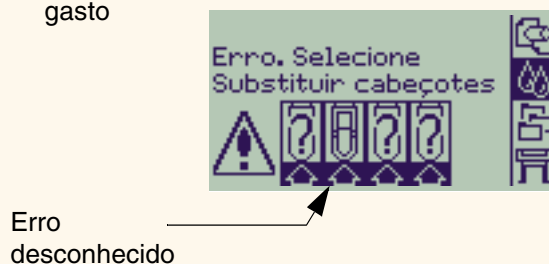 gasto
Erro. Selecione
Substituir cabeçotes
? ? ? ?
Erro
desconhecido